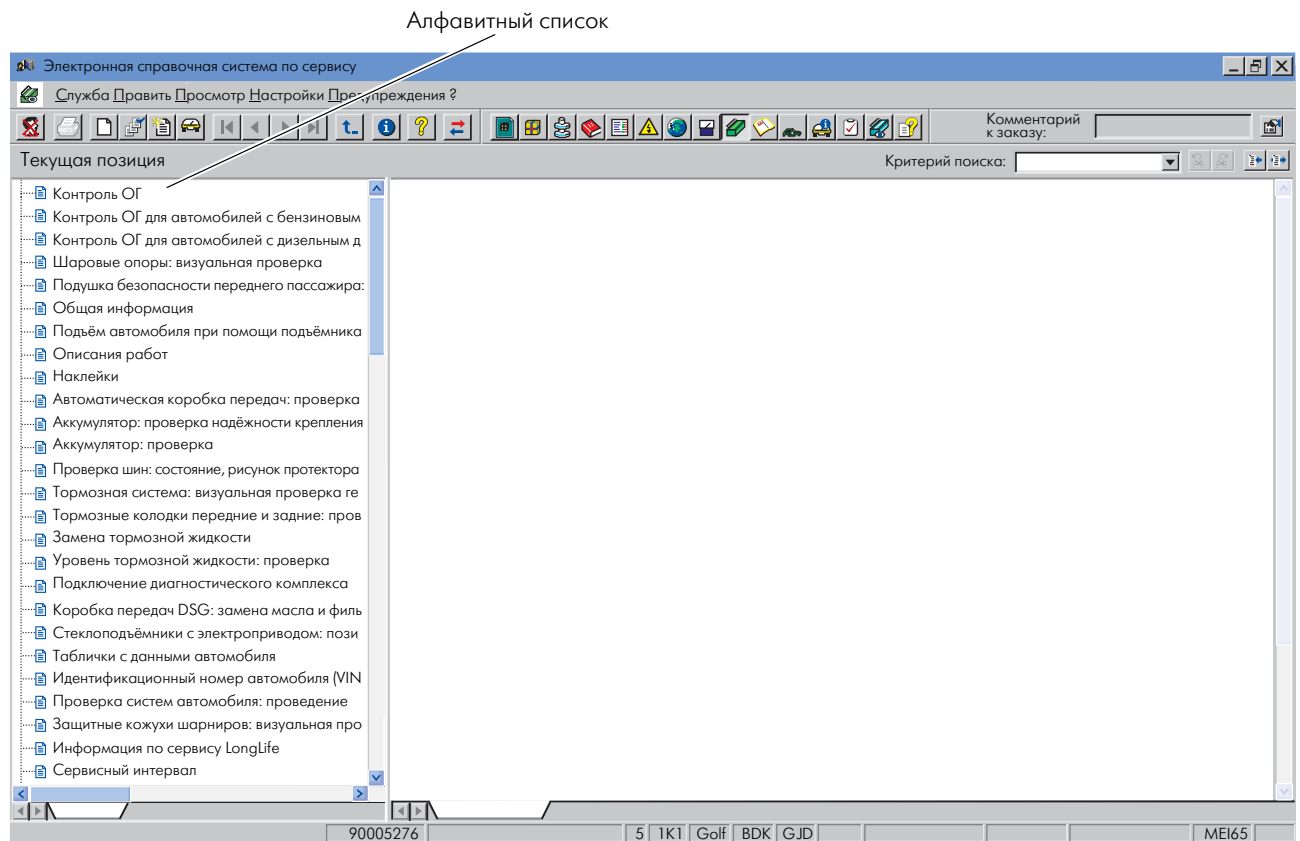 Алфавитный список
Электронная справочная система по сервису
Служба Править Просмотр Настройки Предупреждения ?
Комментарий
к заказу:
Текущая позиция
Критерий поиска:
Контроль ОГ
Контроль ОГ для автомобилей с бензиновым
Контроль ОГ для автомобилей с дизельным д
Шаровые опоры: визуальная проверка
Подушка безопасности переднего пассажира:
Общая информация
Подъём автомобиля при помощи подъёмника
Описания работ
Наклейки
Автоматическая коробка передач: проверка
Аккумулятор: проверка надёжности крепления
Аккумулятор: проверка
Проверка шин: состояние, рисунок протектора
Тормозная система: визуальная проверка ге
Тормозные колодки передние и задние: пров
Замена тормозной жидкости
Уровень тормозной жидкости: проверка
Подключение диагностического комплекса
Коробка передач DSG: замена масла и филь
Стеклоподъёмники с электроприводом: пози
Таблички с данными автомобиля
Идентификационный номер автомобиля (VIN
Проверка систем автомобиля: проведение
Защитные кожухи шарниров: визуальная про
Информация по сервису LongLife
Сервисный интервал
90005276 5 1K1 Golf BDK GJD MEI65